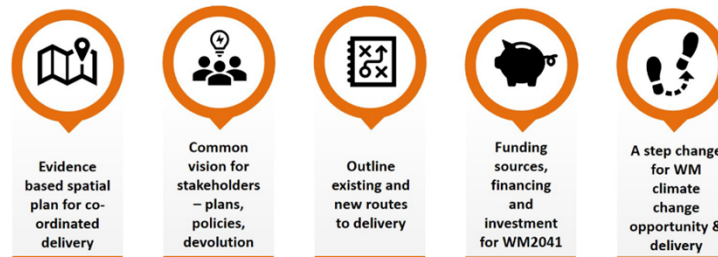 Evidence
based spatial
plan for co-
ordinated
delivery
Common
vision for
stakeholders
– plans,
policies,
devolution
Outline
existing and
new routes
to delivery
Funding
sources,
financing
and
investment
for WM2041
A step change
for WM
climate
change
opportunity &
delivery